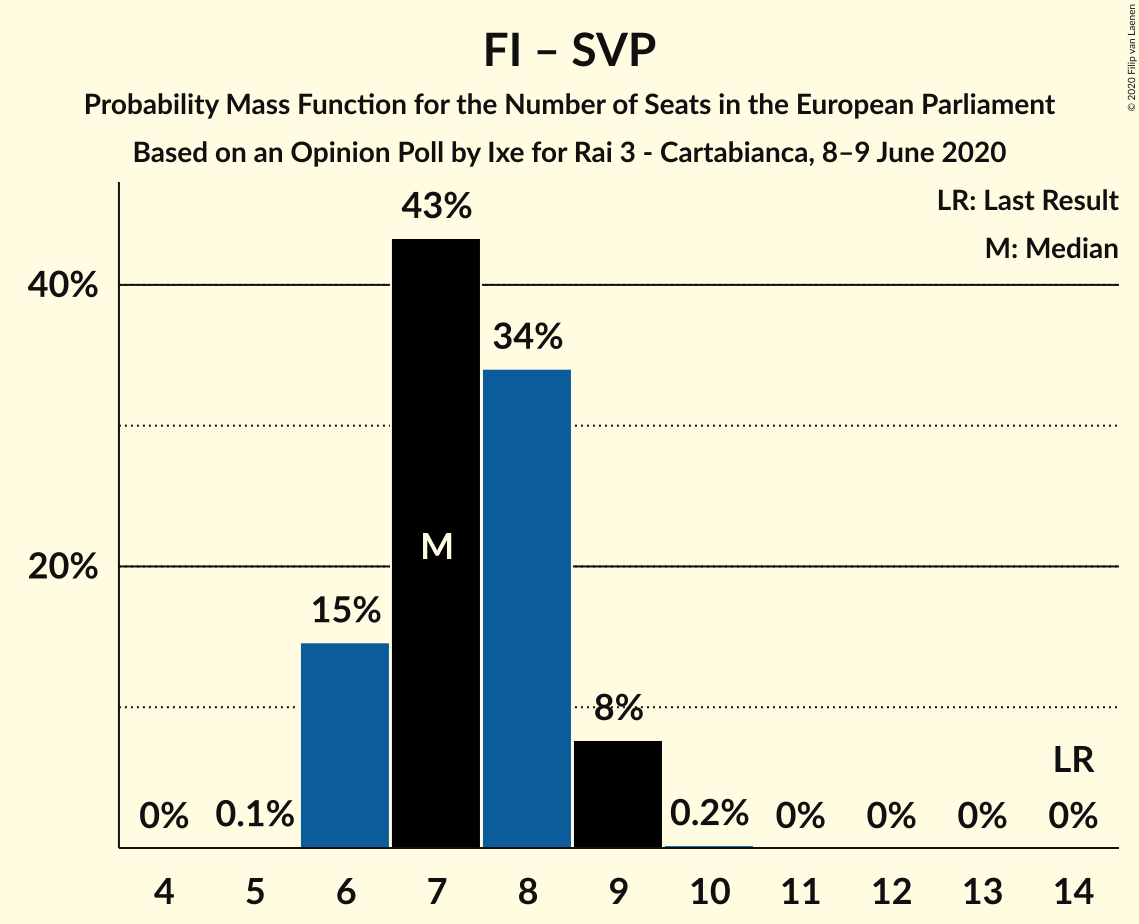 FI – SVP
Probability Mass Function for the Number of Seats in the European Parliament
Based on an Opinion Poll by Ixe for Rai 3 - Cartabianca, 8–9 June 2020
© 2020 Filip van Laenen
LR: Last Result
M: Median
40%
20%
0%
0.1%
15%
43%
M
34%
8%
0.2%
0%
0%
0%
LR
0%
4 5 6 7 8 9 10 11 12 13 14